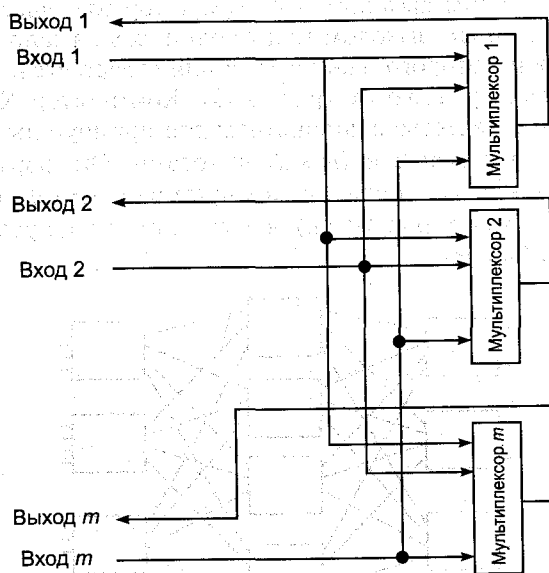 Выход 1
Вход 1
Мультиплексор 1
Выход 2
Вход 2
Мультиплексор 2
Выход m
Вход m
Мультиплексор m